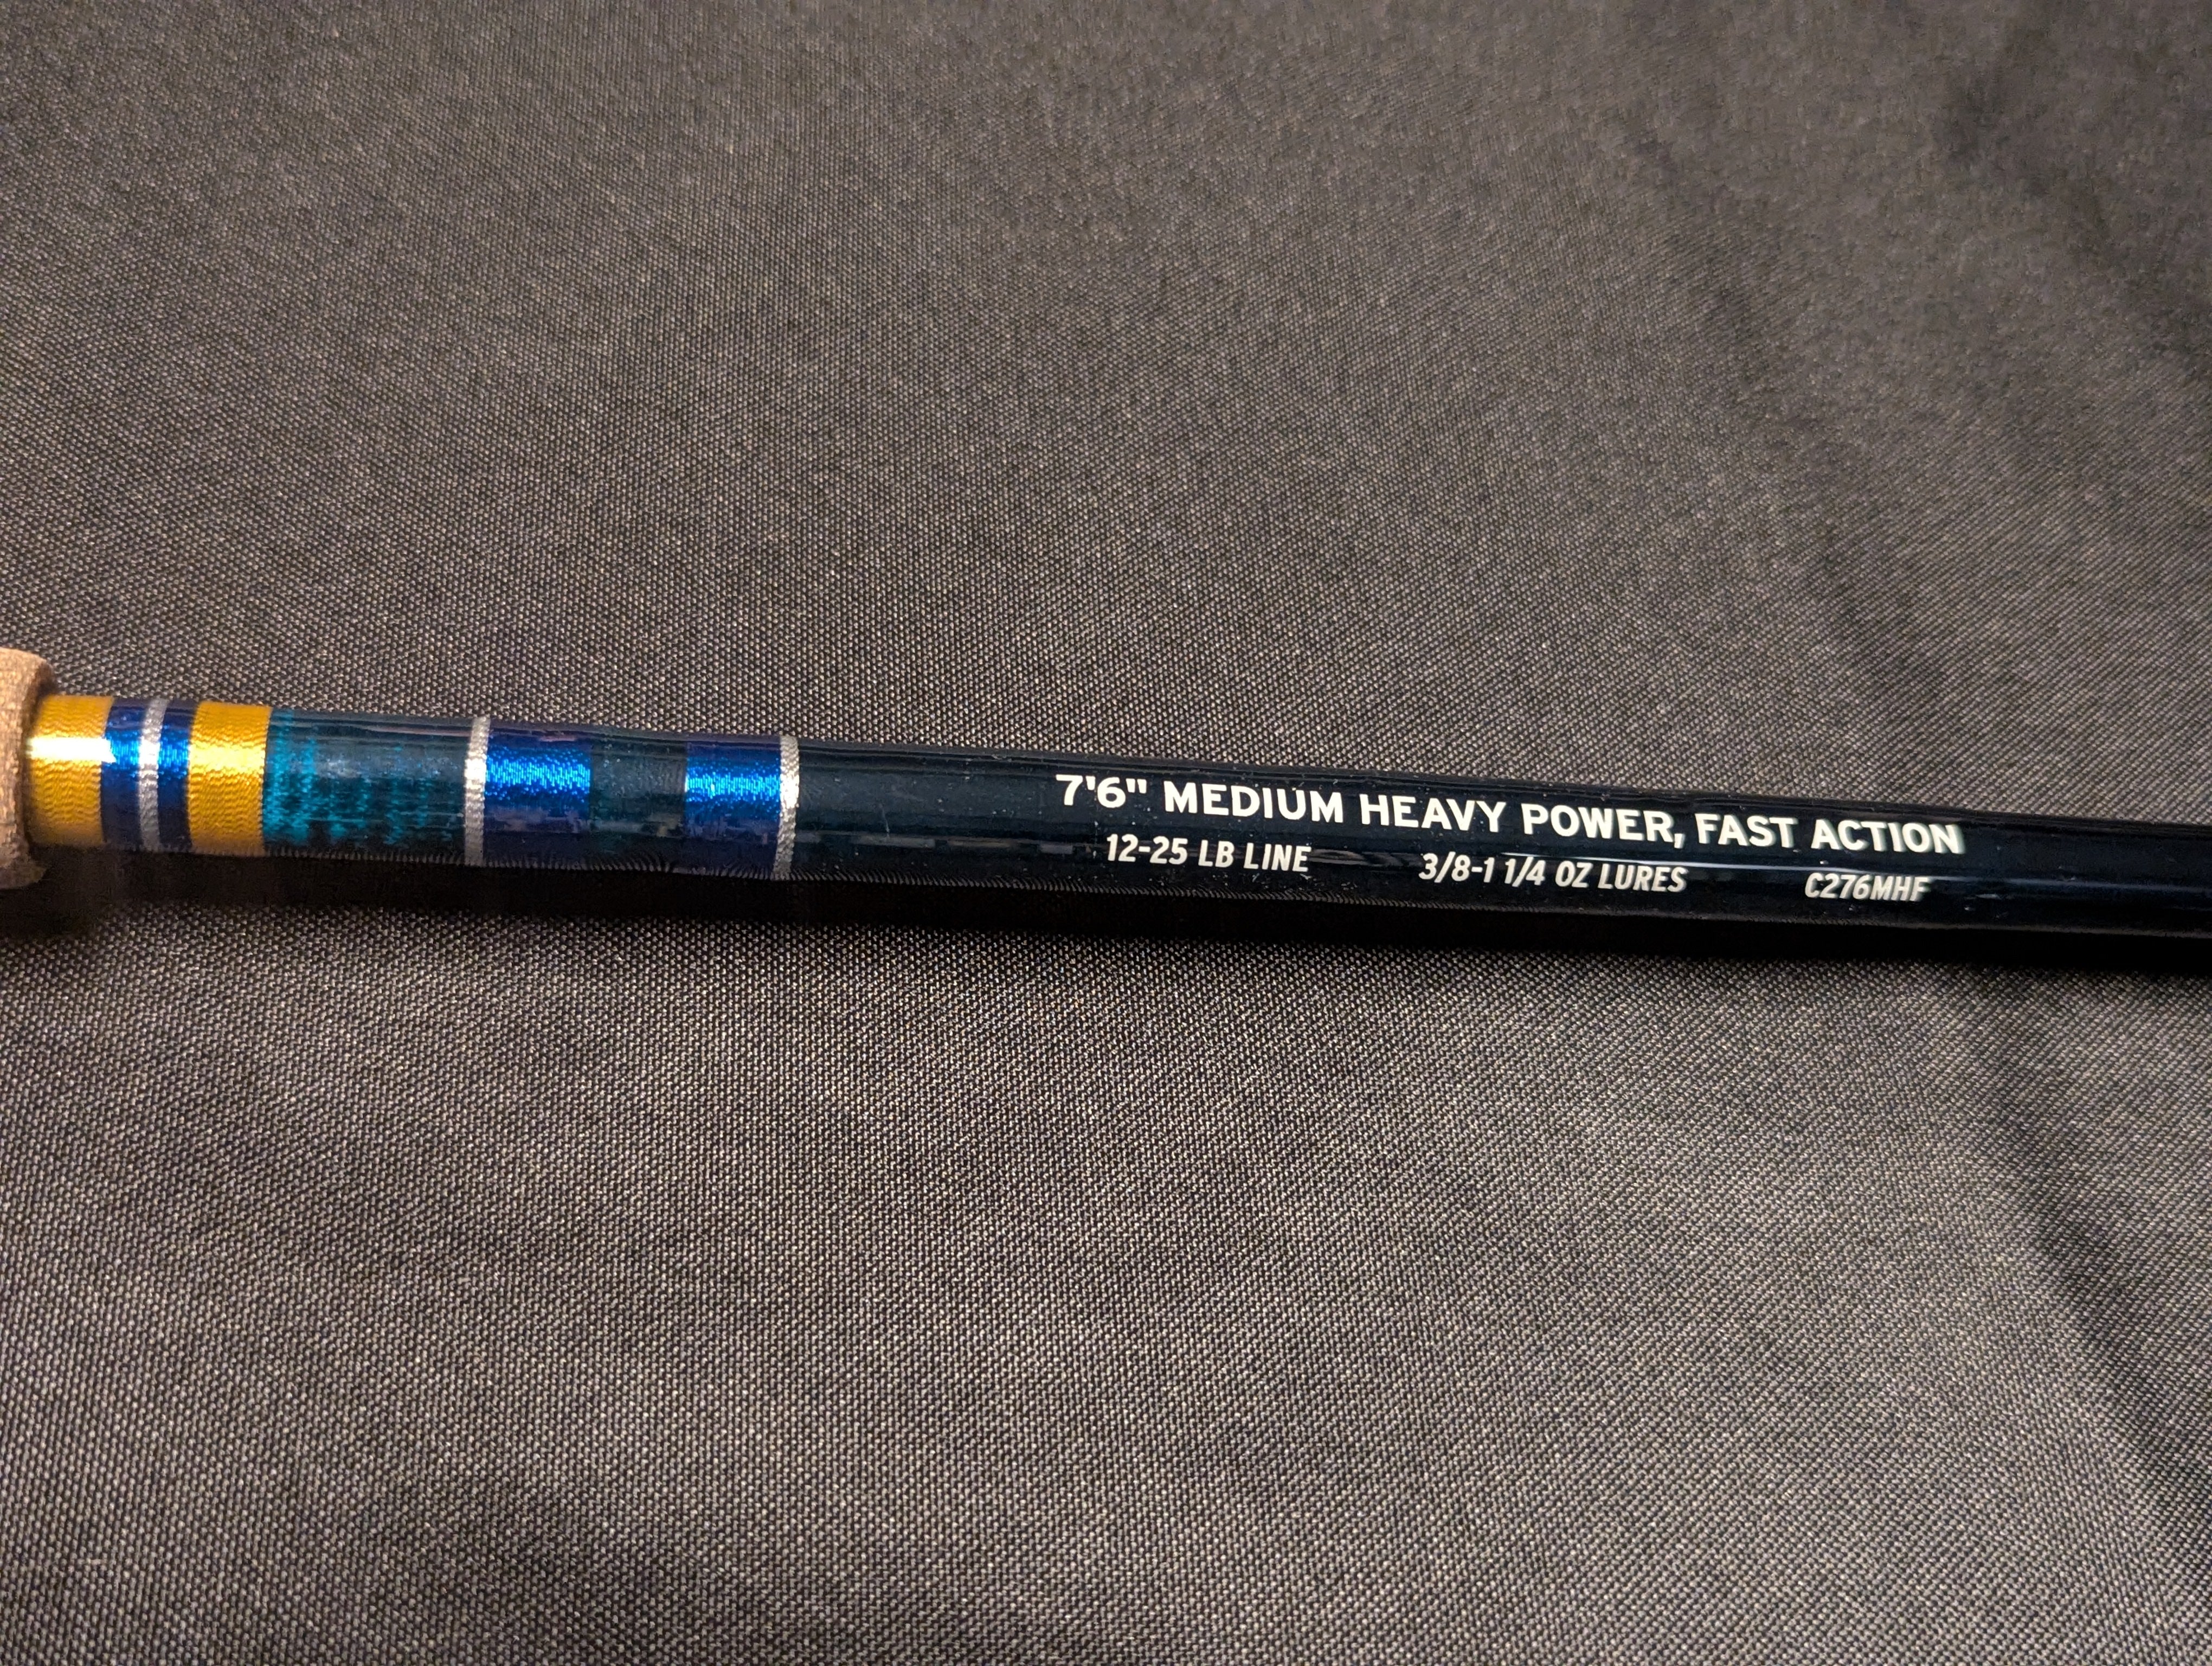 7'6" MEDIUM HEAVY POWER, FAST ACTION
12-25 LB LINE 3/8-1 1/4 OZ LURES C276MHF